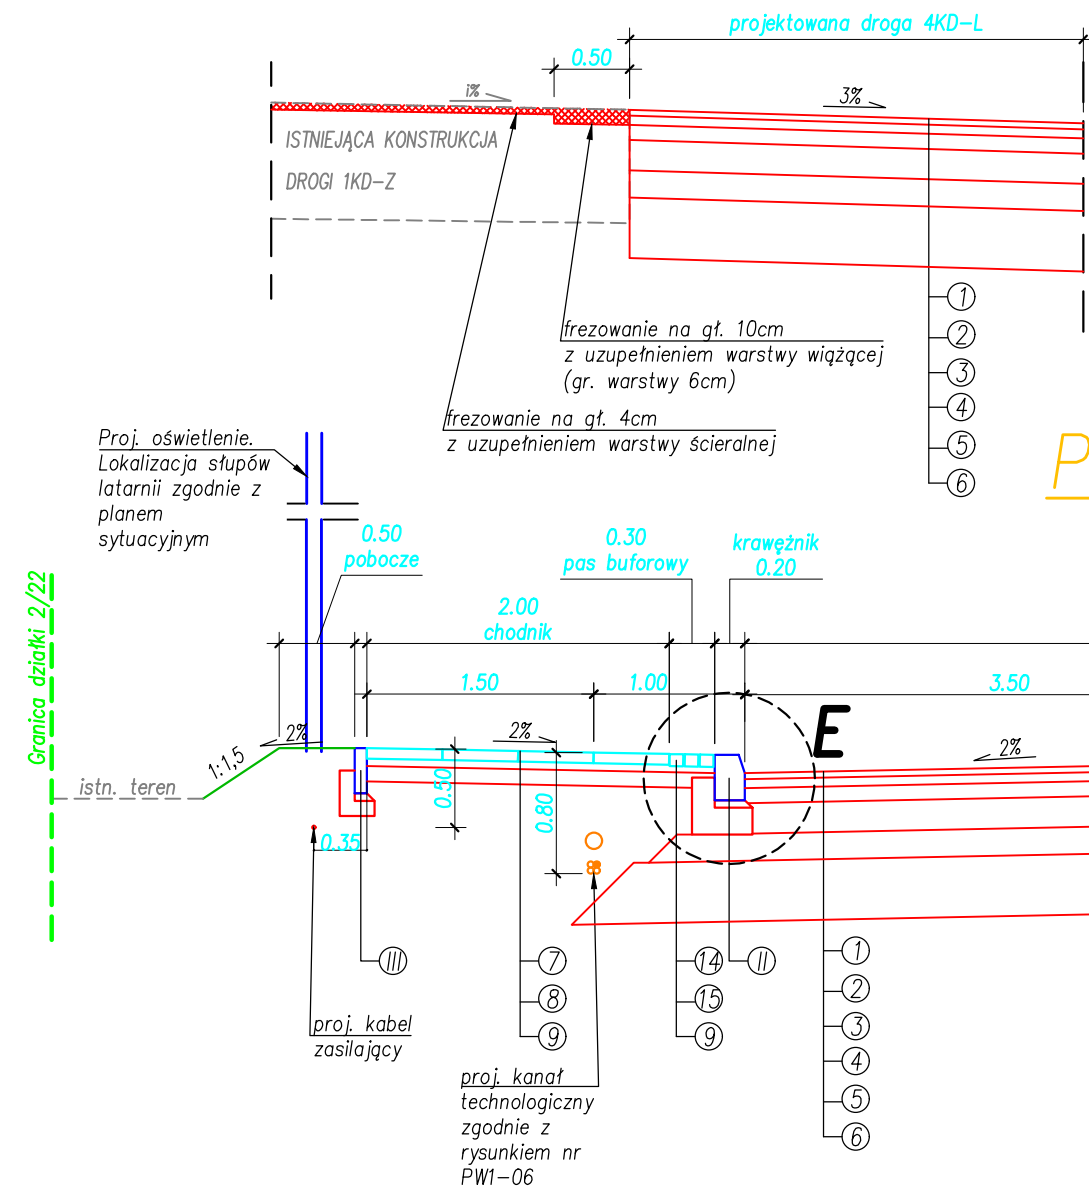 projektowana droga 4KD-L
0.50
i%
3%
ISTNIEJĄCA KONSTRUKCJA
DROGI 1KD-Z
1
2
3
4
5
6
frezowanie na gł. 10cm
z uzupełnieniem warstwy wiążącej
(gr. warstwy 6cm)
frezowanie na gł. 4cm
z uzupełnieniem warstwy ścieralnej
P
Proj. oświetlenie.
Lokalizacja słupów
latarnii zgodnie z
planem
sytuacyjnym
0.50
pobocze
0.30
pas buforowy
krawężnik
0.20
2.00
chodnik
1.50
1.00
3.50
Granica działki 2/22
2%
2%
E
2%
1:1,5
istn. teren
0.50
0.80
0.35
III
7
8
9
14
15
9
II
1
2
3
4
5
6
proj. kabel
zasilający
proj. kanał
technologiczny
zgodnie z
rysunkiem nr
PW1-06